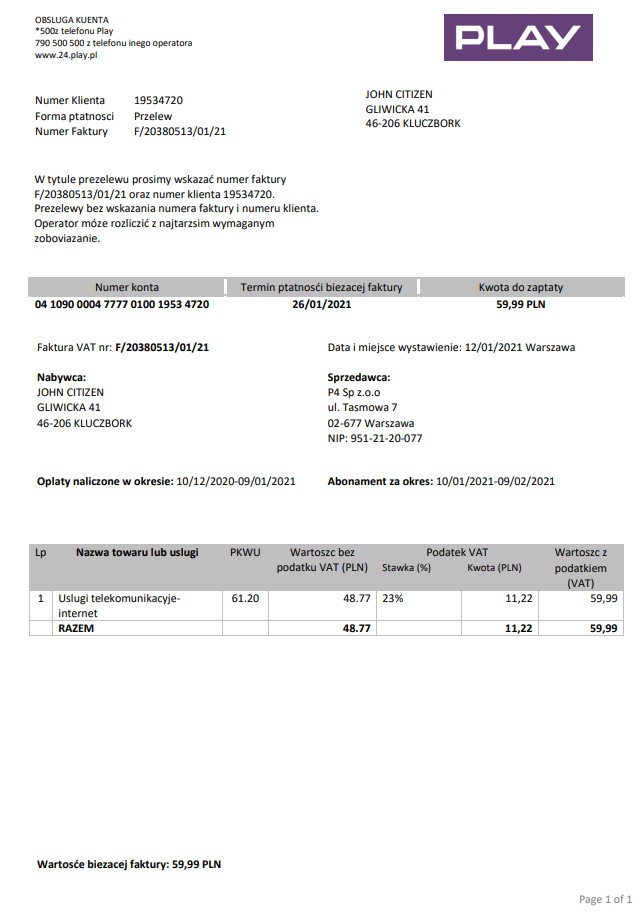 OBSLUGA KUENTA
*500z telefonu Play
790 500 500 z telefonu inego operatora
www.24.play.pl
PLAY
Numer Klienta 19534720
Forma ptatnosci Przelew
Numer Faktury F/20380513/01/21
JOHN CITIZEN
GLIWICKA 41
46-206 KLUCZBORK
W tytule prezelewu prosimy wskazać numer faktury
F/20380513/01/21 oraz numer klienta 19534720.
Prezelewy bez wskazania numera faktury i numeru klienta.
Operator móze rozliczić z najtarzsim wymaganym
zoboviazanie.
Numer konta Termin ptatnosći biezacej faktury Kwota do zaptaty
04 1090 0004 7777 0100 1953 4720 26/01/2021 59,99 PLN
Faktura VAT nr: F/20380513/01/21 Data i miejsce wystawienie: 12/01/2021 Warszawa
Nabywca:
JOHN CITIZEN
GLIWICKA 41
46-206 KLUCZBORK
Sprzedawca:
P4 Sp z.o.o
ul. Tasmowa 7
02-677 Warszawa
NIP: 951-21-20-077
Oplaty naliczone w okresie: 10/12/2020-09/01/2021 Abonament za okres: 10/01/2021-09/02/2021
Lp Nazwa towaru lub uslugi PKWU Wartoszc bez Podatek VAT Wartoszc z
podatku VAT (PLN) Stawka (%) Kwota (PLN) podatkiem
(VAT)
1 Uslugi telekomunikacyje- 61.20 48.77 23% 11,22 59,99
internet
RAZEM 48.77 11,22 59,99
Wartosće biezacej faktury: 59,99 PLN
Page 1 of 1